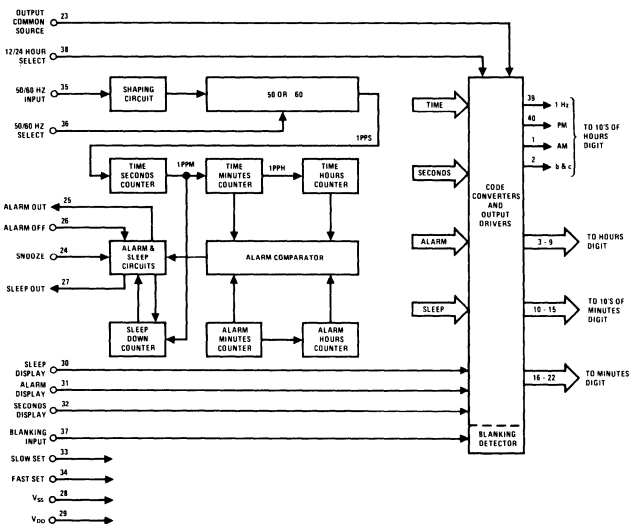 OUTPUT
COMMON
SOURCE
23
12/24 HOUR
SELECT
38
50/60 HZ
INPUT
35
SHAPING
CIRCUIT
50 OR 60
50/60 HZ
SELECT
36
1PPS
TIME
SECONDS
COUNTER
1PPM
TIME
MINUTES
COUNTER
1PPH
TIME
HOURS
COUNTER
ALARM OUT
25
ALARM OFF
26
SNOOZE
24
SLEEP OUT
27
ALARM &
SLEEP
CIRCUITS
ALARM COMPARATOR
SLEEP
DOWN
COUNTER
ALARM
MINUTES
COUNTER
ALARM
HOURS
COUNTER
SLEEP
DISPLAY
30
ALARM
DISPLAY
31
SECONDS
DISPLAY
32
BLANKING
INPUT
37
SLOW SET
33
FAST SET
34
VSS
28
VDD
29
TIME
SECONDS
ALARM
SLEEP
CODE
CONVERTERS
AND
OUTPUT
DRIVERS
BLANKING
DETECTOR
39
1 Hz
40
PM
1
AM
2
b & c
TO 10'S OF
HOURS
DIGIT
3 - 9
TO HOURS
DIGIT
10 - 15
TO 10'S OF
MINUTES
DIGIT
16 - 22
TO MINUTES
DIGIT